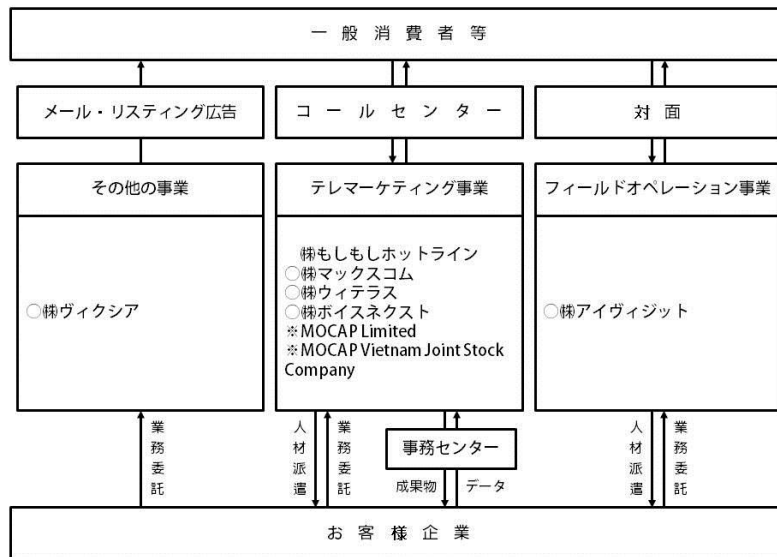 一般消費者等
メール・リスティング広告
コールセンター
対面
その他の事業
テレマーケティング事業
フィールドオペレーション事業
○㈱ヴィクシア
㈱もしもしホットライン
○㈱マックスコム
○㈱ウィテラス
○㈱ボイスネクスト
※MOCAP Limited
※MOCAP Vietnam Joint Stock
Company
○㈱アイヴィジット
業務委託
人材派遣
業務委託
事務センター
成果物
データ
人材派遣
業務委託
お客様企業